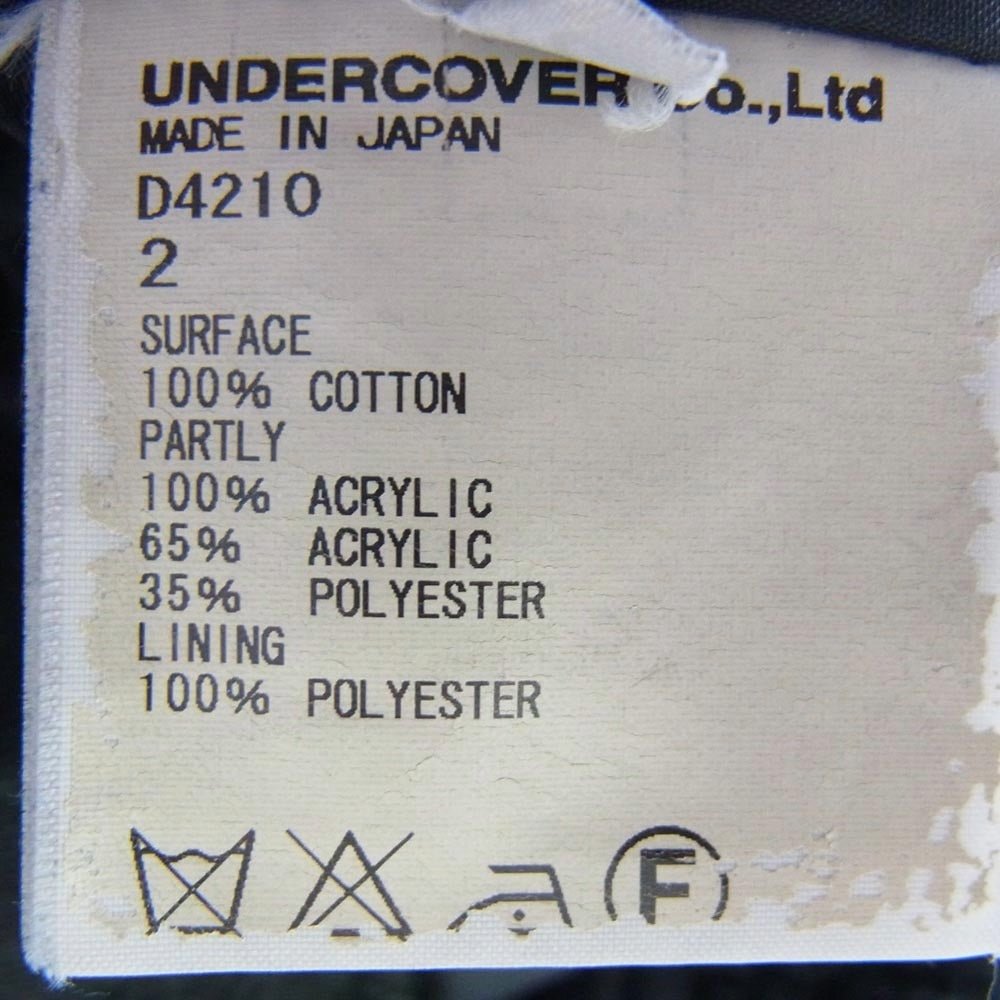 UNDERCOVER Co.,Ltd
MADE IN JAPAN
D4210
2
SURFACE
100% COTTON
PARTLY
100% ACRYLIC
65% ACRYLIC
35% POLYESTER
LINING
100% POLYESTER
F